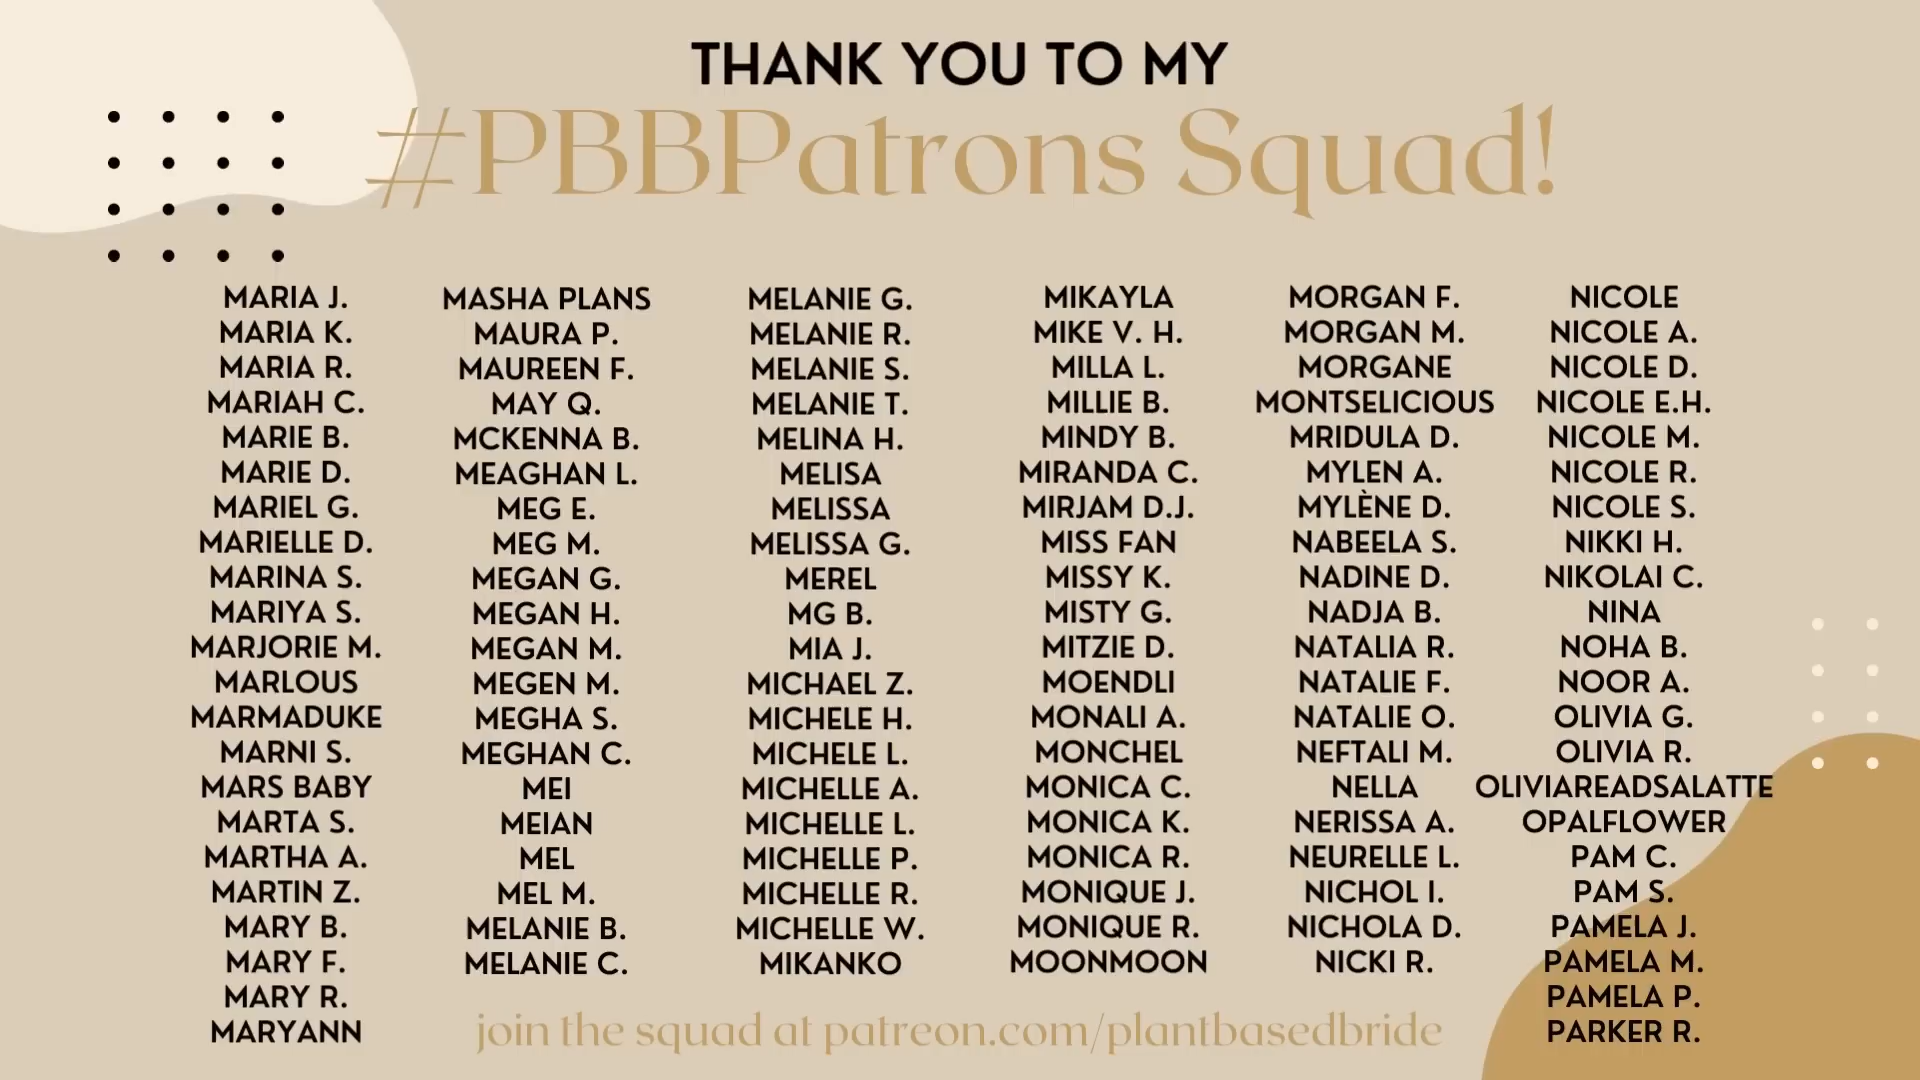 THANK YOU TO MY
#PBBPatrons Squad!
MARIA J.
MARIA K.
MARIA R.
MARIAH C.
MARIE B.
MARIE D.
MARIEL G.
MARIELLE D.
MARINA S.
MARIYA S.
MARJORIE M.
MARLOUS
MARMADUKE
MARNI S.
MARS BABY
MARTA S.
MARTHA A.
MARTIN Z.
MARY B.
MARY F.
MARY R.
MARYANN
MASHA PLANS
MAURA P.
MAUREEN F.
MAY Q.
MCKENNA B.
MEAGHAN L.
MEG E.
MEG M.
MEGAN G.
MEGAN H.
MEGAN M.
MEGEN M.
MEGHA S.
MEGHAN C.
MEI
MEIAN
MEL
MEL M.
MELANIE B.
MELANIE C.
MELANIE G.
MELANIE R.
MELANIE S.
MELANIE T.
MELINA H.
MELISA
MELISSA
MELISSA G.
MEREL
MG B.
MIA J.
MICHAEL Z.
MICHELE H.
MICHELE L.
MICHELLE A.
MICHELLE L.
MICHELLE P.
MICHELLE R.
MICHELLE W.
MIKANKO
MIKAYLA
MIKE V. H.
MILLA L.
MILLIE B.
MINDY B.
MIRANDA C.
MIRJAM D.J.
MISS FAN
MISSY K.
MISTY G.
MITZIE D.
MOENDLI
MONALI A.
MONCHEL
MONICA C.
MONICA K.
MONICA R.
MONIQUE J.
MONIQUE R.
MOONMOON
MORGAN F.
MORGAN M.
MORGANE
MONTSELICIOUS
MRIDULA D.
MYLEN A.
MYLÈNE D.
NABEELA S.
NADINE D.
NADJA B.
NATALIA R.
NATALIE F.
NATALIE O.
NEFTALI M.
NELLA
NERISSA A.
NEURELLE L.
NICHOL I.
NICHOLA D.
NICKI R.
NICOLE
NICOLE A.
NICOLE D.
NICOLE E.H.
NICOLE M.
NICOLE R.
NICOLE S.
NIKKI H.
NIKOLAI C.
NINA
NOHA B.
NOOR A.
OLIVIA G.
OLIVIA R.
OLIVIAREADSALATTE
OPALFLOWER
PAM C.
PAM S.
PAMELA J.
PAMELA M.
PAMELA P.
PARKER R.
join the squad at patreon.com/plantbasedbride